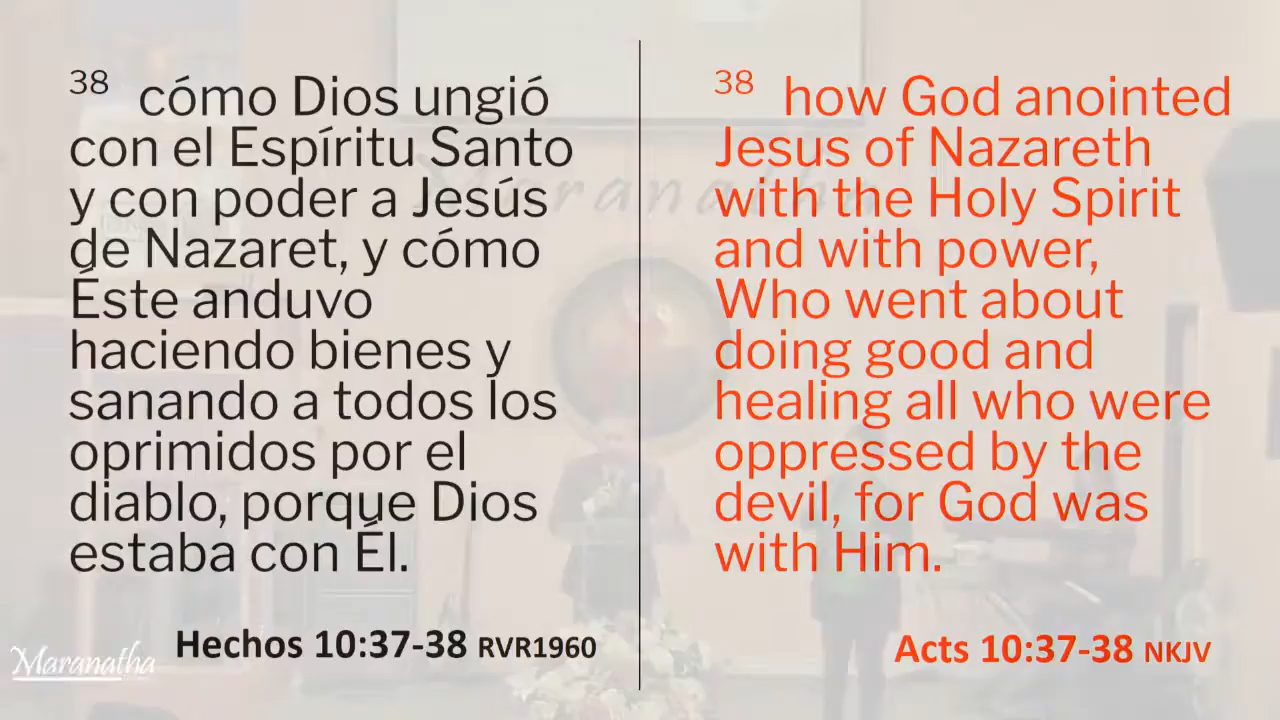 38 cómo Dios ungió
con el Espíritu Santo
y con poder a Jesús
de Nazaret, y cómo
Éste anduvo
haciendo bienes y
sanando a todos los
oprimidos por el
diablo, porque Dios
estaba con Él.
Hechos 10:37-38 RVR1960
38 how God anointed
Jesus of Nazareth
with the Holy Spirit
and with power,
Who went about
doing good and
healing all who were
oppressed by the
devil, for God was
with Him.
Acts 10:37-38 NKJV
Maranatha
Maranatha